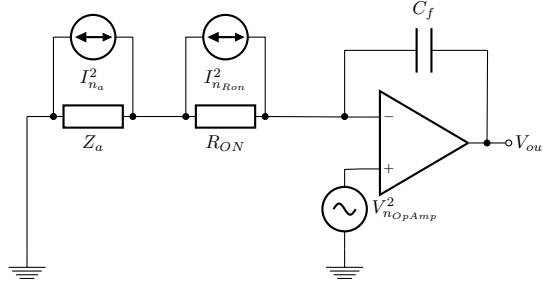 C_f
I²_{n_a}
I²_{n_{Ron}}
Z_a
R_{ON}
−
+
V_{ou}
V²_{n_{OpAmp}}